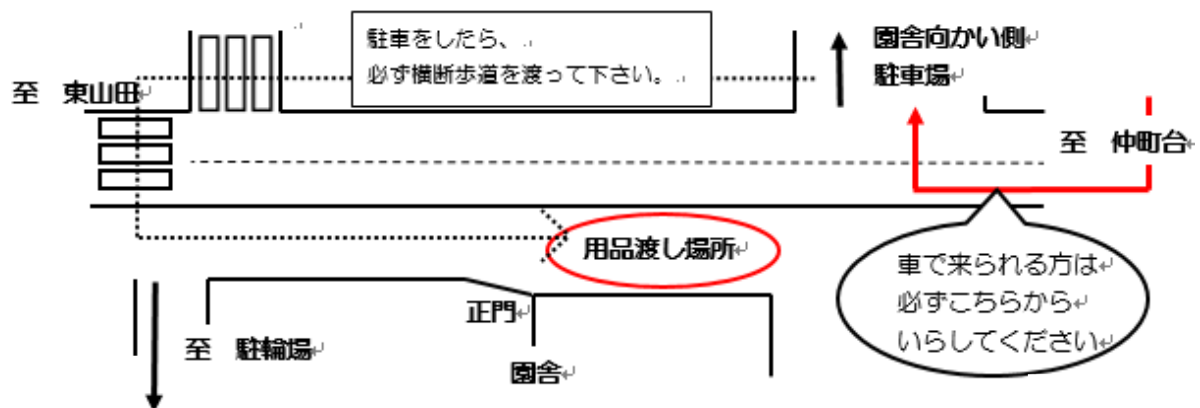 駐車をしたら、
必ず横断歩道を渡って下さい。
園舎向かい側
駐車場
至　東山田
至　仲町台
用品渡し場所
車で来られる方は
必ずこちらから
いらしてください
正門
至　駐輪場
園舎